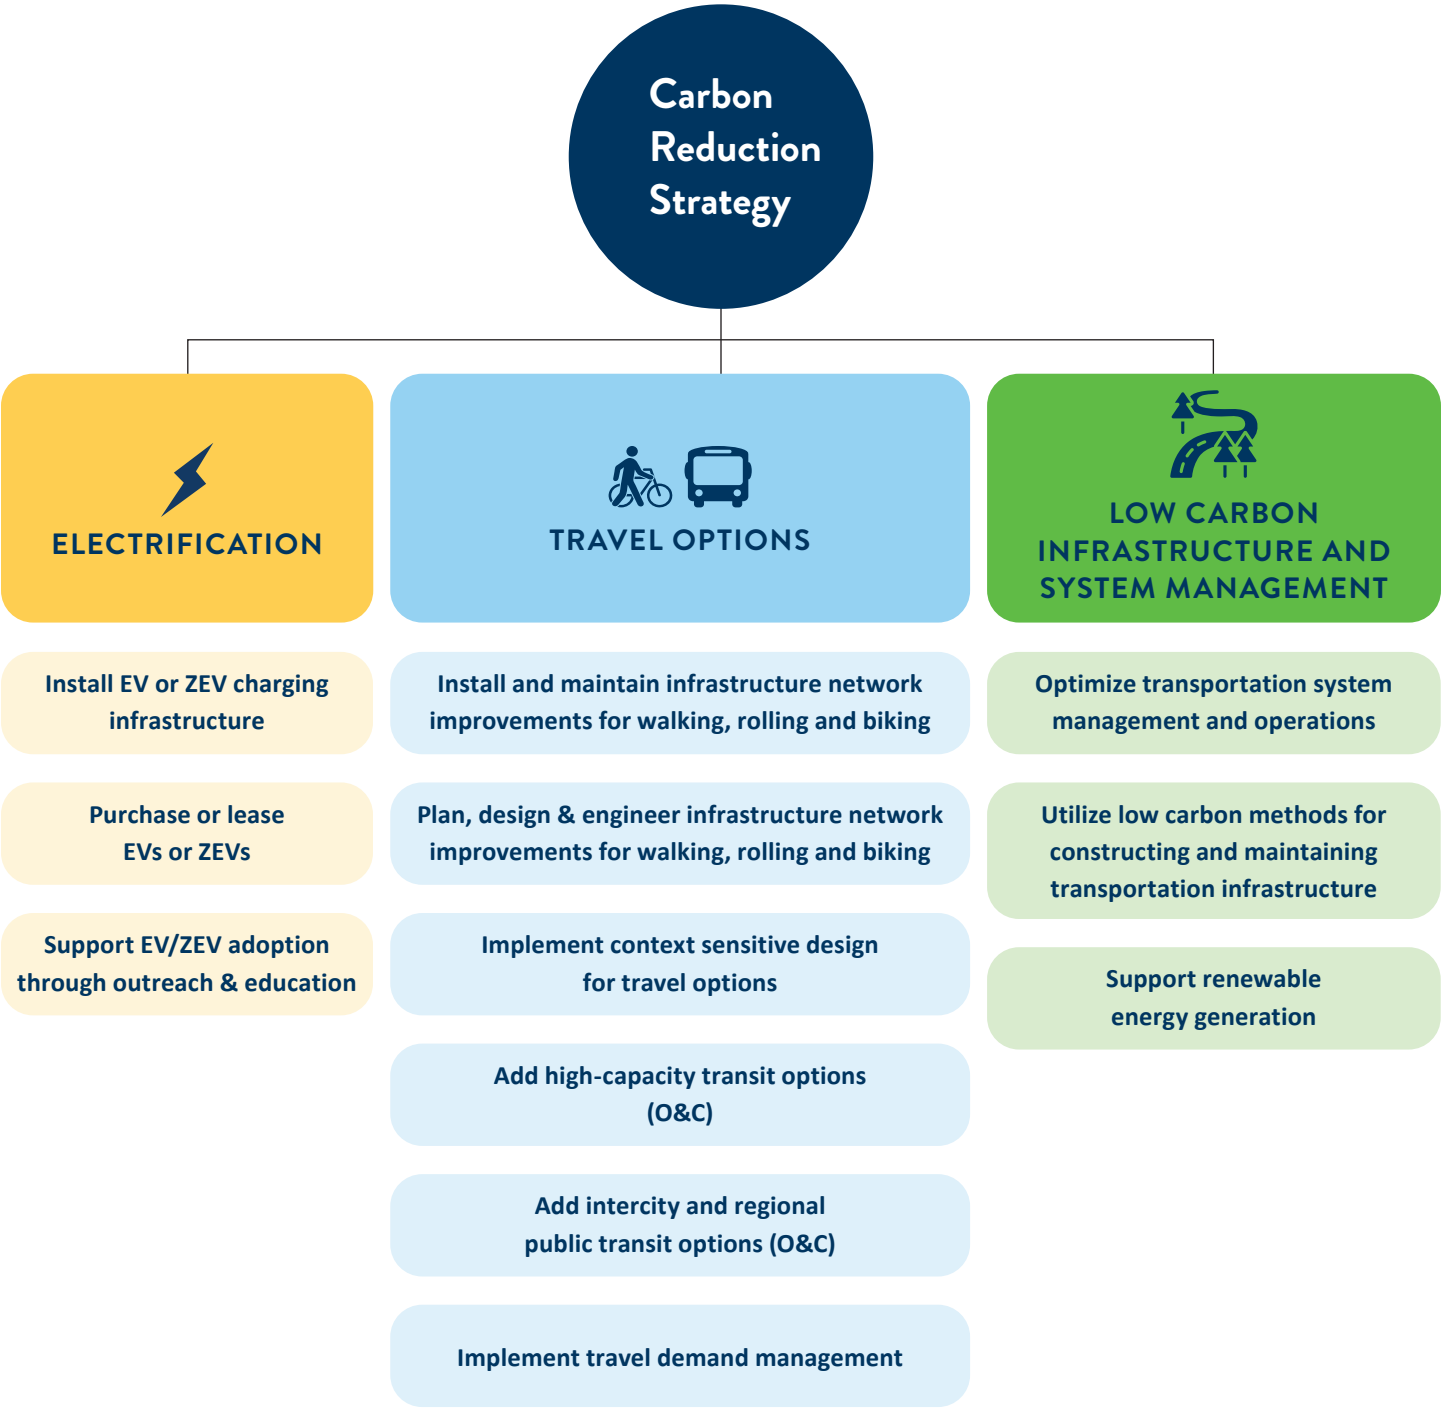 Carbon
Reduction
Strategy
ELECTRIFICATION
Install EV or ZEV charging
infrastructure
Purchase or lease
EVs or ZEVs
Support EV/ZEV adoption
through outreach & education
TRAVEL OPTIONS
Install and maintain infrastructure network
improvements for walking, rolling and biking
Plan, design & engineer infrastructure network
improvements for walking, rolling and biking
Implement context sensitive design
for travel options
Add high-capacity transit options
(O&C)
Add intercity and regional
public transit options (O&C)
Implement travel demand management
LOW CARBON
INFRASTRUCTURE AND
SYSTEM MANAGEMENT
Optimize transportation system
management and operations
Utilize low carbon methods for
constructing and maintaining
transportation infrastructure
Support renewable
energy generation